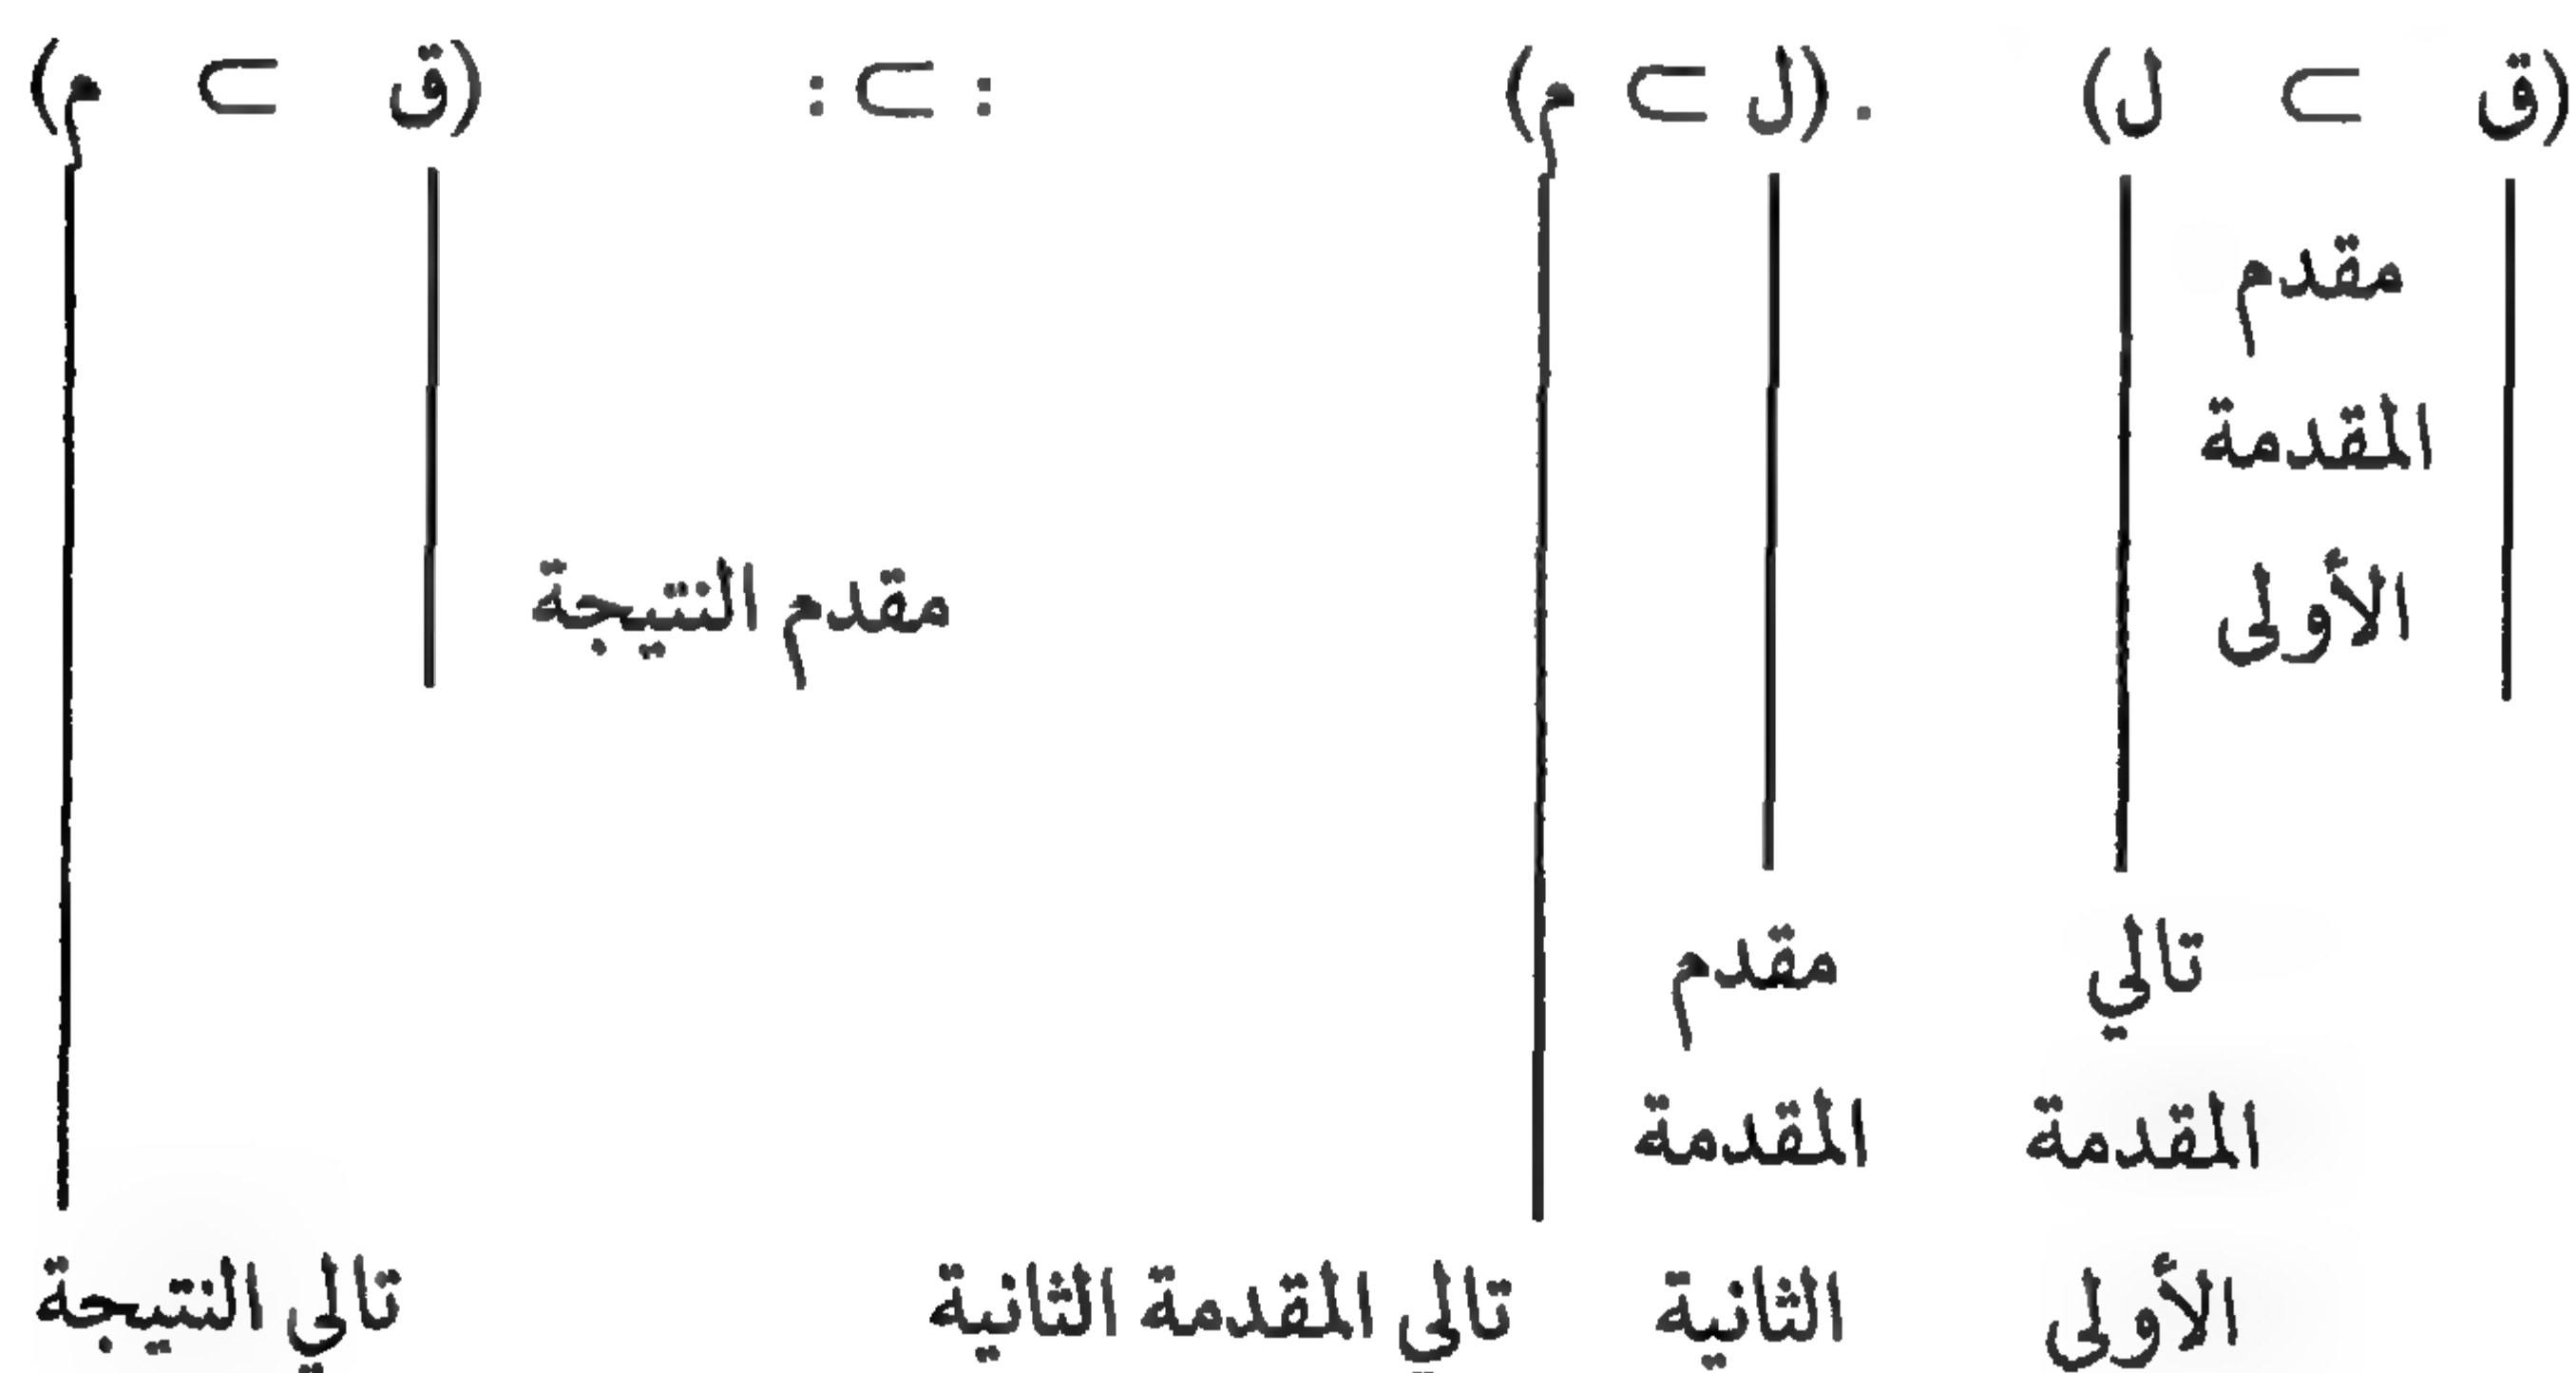 (ق ⊂ ل) . (ل ⊂ م) : ⊂ : (ق ⊂ م)
مقدم
المقدمة
الأولى
مقدم النتيجة
تالي
المقدمة
الأولى
مقدم
المقدمة
الثانية
تالي المقدمة الثانية
تالي النتيجة